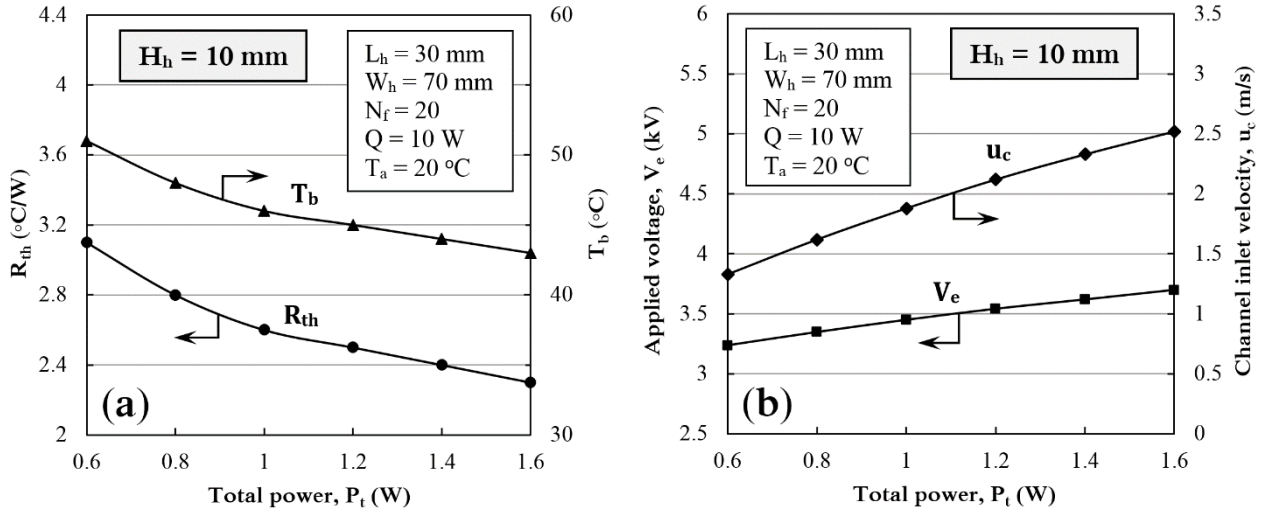 4.4
4
3.6
3.2
2.8
2.4
2
R_th (°C/W)
H_h = 10 mm
L_h = 30 mm
W_h = 70 mm
N_f = 20
Q = 10 W
T_a = 20 °C
T_b
R_th
(a)
60
50
40
30
T_b (°C)
0.6 0.8 1 1.2 1.4 1.6
Total power, P_t (W)
6
5.5
5
4.5
4
3.5
3
2.5
Applied voltage, V_e (kV)
L_h = 30 mm
W_h = 70 mm
N_f = 20
Q = 10 W
T_a = 20 °C
H_h = 10 mm
u_c
V_e
(b)
3.5
3
2.5
2
1.5
1
0.5
0
Channel inlet velocity, u_c (m/s)
0.6 0.8 1 1.2 1.4 1.6
Total power, P_t (W)